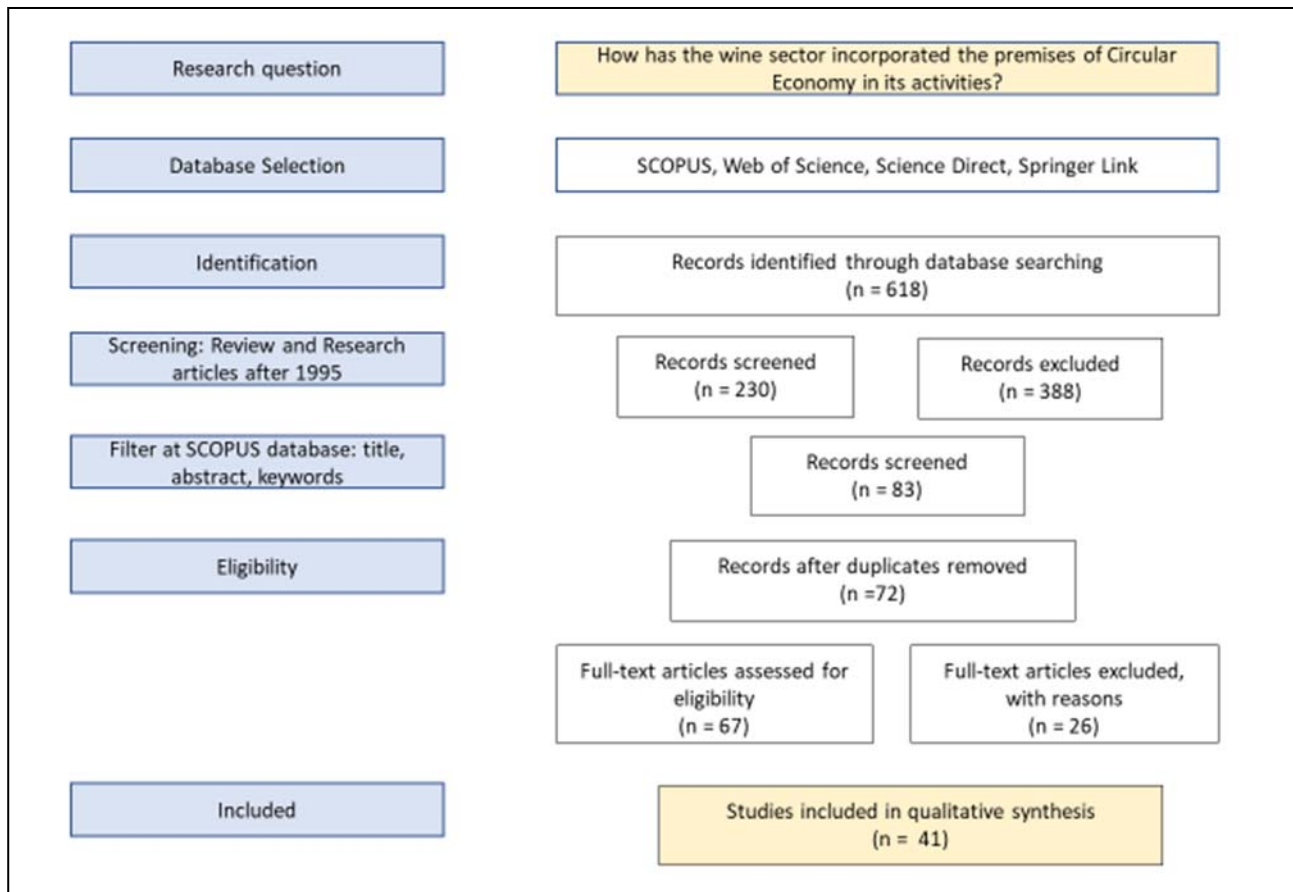 Research question
How has the wine sector incorporated the premises of Circular
Economy in its activities?
Database Selection
SCOPUS, Web of Science, Science Direct, Springer Link
Identification
Records identified through database searching
(n = 618)
Screening: Review and Research
articles after 1995
Records screened
(n = 230)
Records excluded
(n = 388)
Filter at SCOPUS database: title,
abstract, keywords
Records screened
(n = 83)
Eligibility
Records after duplicates removed
(n =72)
Full-text articles assessed for
eligibility
(n = 67)
Full-text articles excluded,
with reasons
(n = 26)
Included
Studies included in qualitative synthesis
(n =  41)